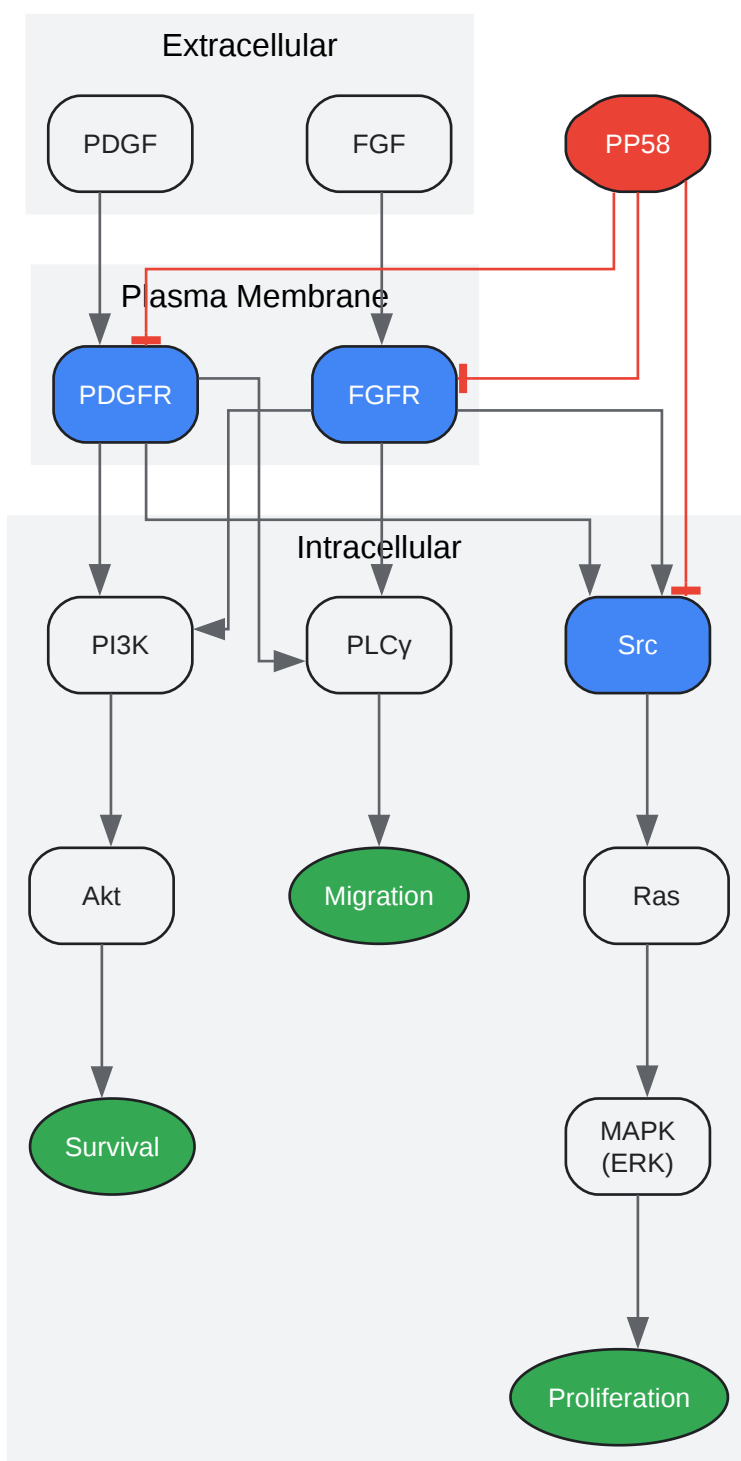 Extracellular
PDGF
FGF
PP58
Plasma Membrane
PDGFR
FGFR
Intracellular
PI3K
PLCγ
Src
Akt
Migration
Ras
Survival
MAPK
(ERK)
Proliferation